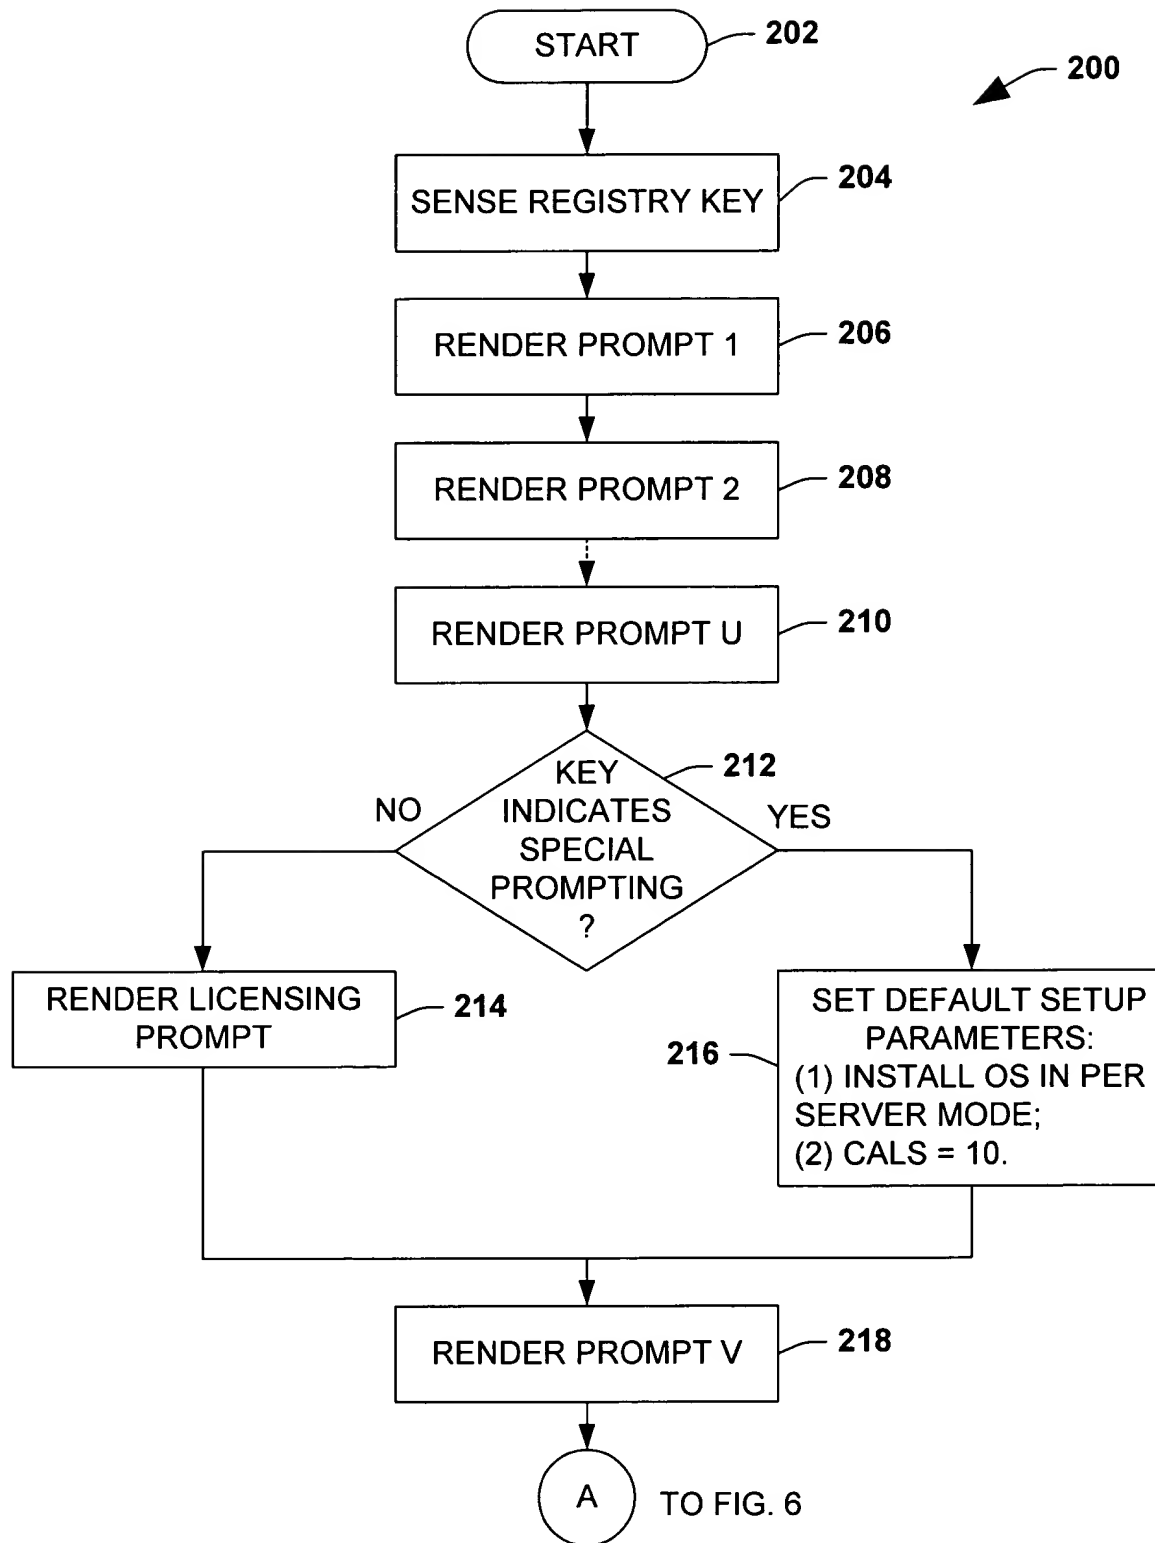 START
202
200
SENSE REGISTRY KEY
204
RENDER PROMPT 1
206
RENDER PROMPT 2
208
RENDER PROMPT U
210
KEY
INDICATES
SPECIAL
PROMPTING
?
212
NO
YES
RENDER LICENSING
PROMPT
214
SET DEFAULT SETUP
PARAMETERS:
(1) INSTALL OS IN PER
SERVER MODE;
(2) CALS = 10.
216
RENDER PROMPT V
218
A
TO FIG. 6